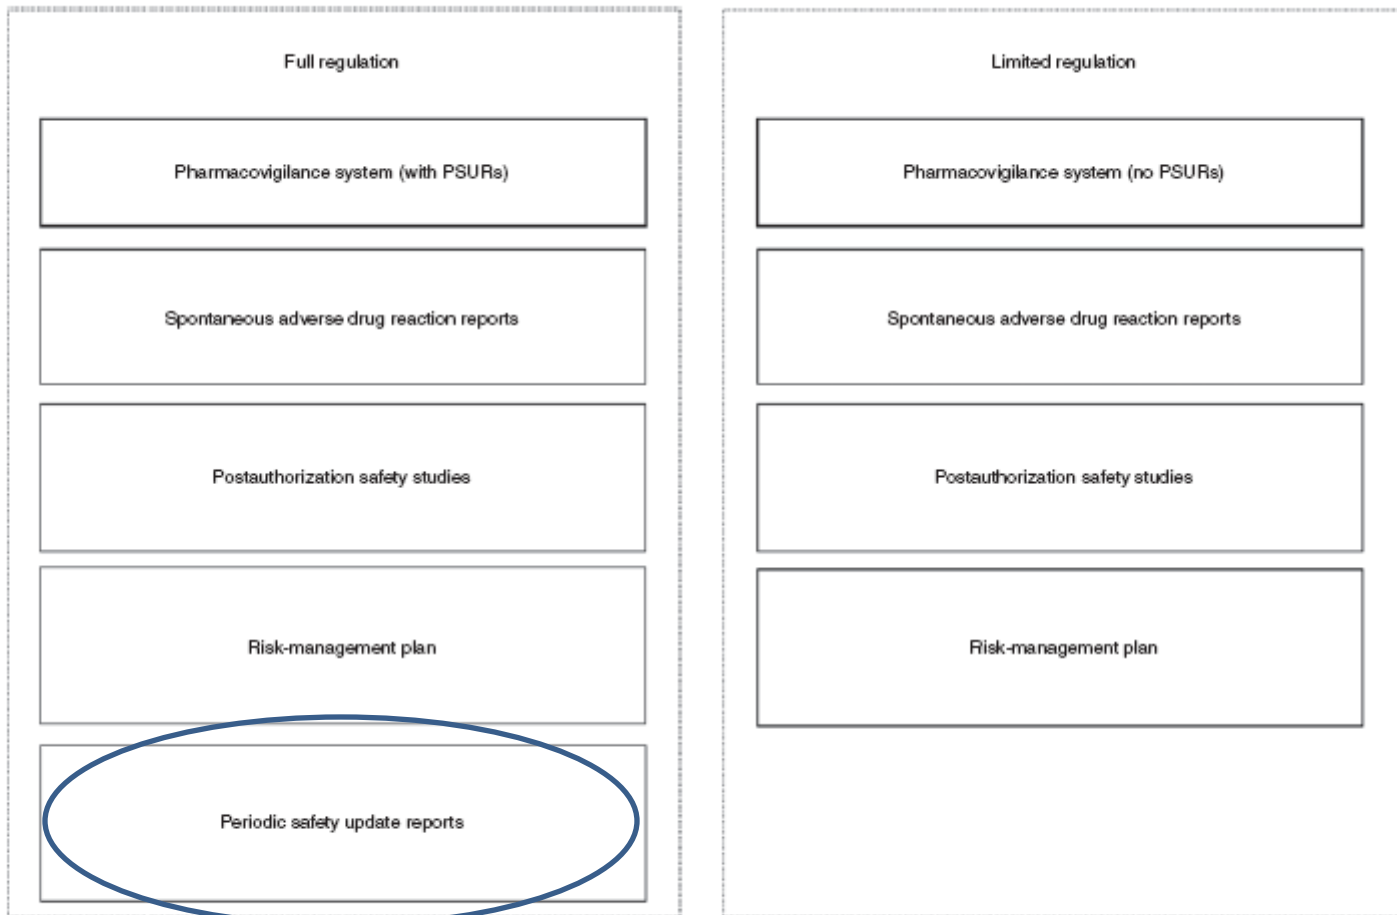 Full regulation
Pharmacovigilance system (with PSURs)
Spontaneous adverse drug reaction reports
Postauthorization safety studies
Risk-management plan
Periodic safety update reports
Limited regulation
Pharmacovigilance system (no PSURs)
Spontaneous adverse drug reaction reports
Postauthorization safety studies
Risk-management plan